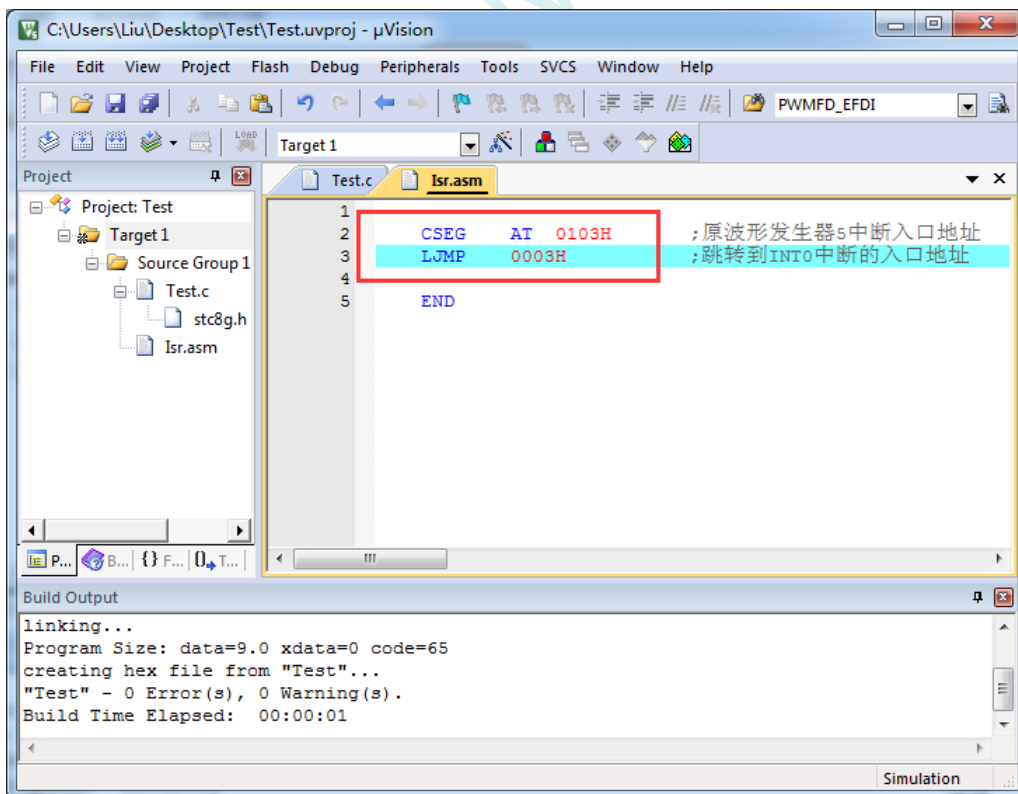 C:\Users\Liu\Desktop\Test\Test.uvproj - µVision
File Edit View Project Flash Debug Peripherals Tools SVCS Window Help
PWMFD_EFDI
LOAD Target 1
Project
Test.c Isr.asm
Project: Test
Target 1
Source Group 1
Test.c
stc8g.h
Isr.asm
1
2 CSEG AT 0103H ;原波形发生器5中断入口地址
3 LJMP 0003H ;跳转到INT0中断的入口地址
4
5 END
P... B... {} F... 0 T...
Build Output
linking...
Program Size: data=9.0 xdata=0 code=65
creating hex file from "Test"...
"Test" - 0 Error(s), 0 Warning(s).
Build Time Elapsed: 00:00:01
Simulation